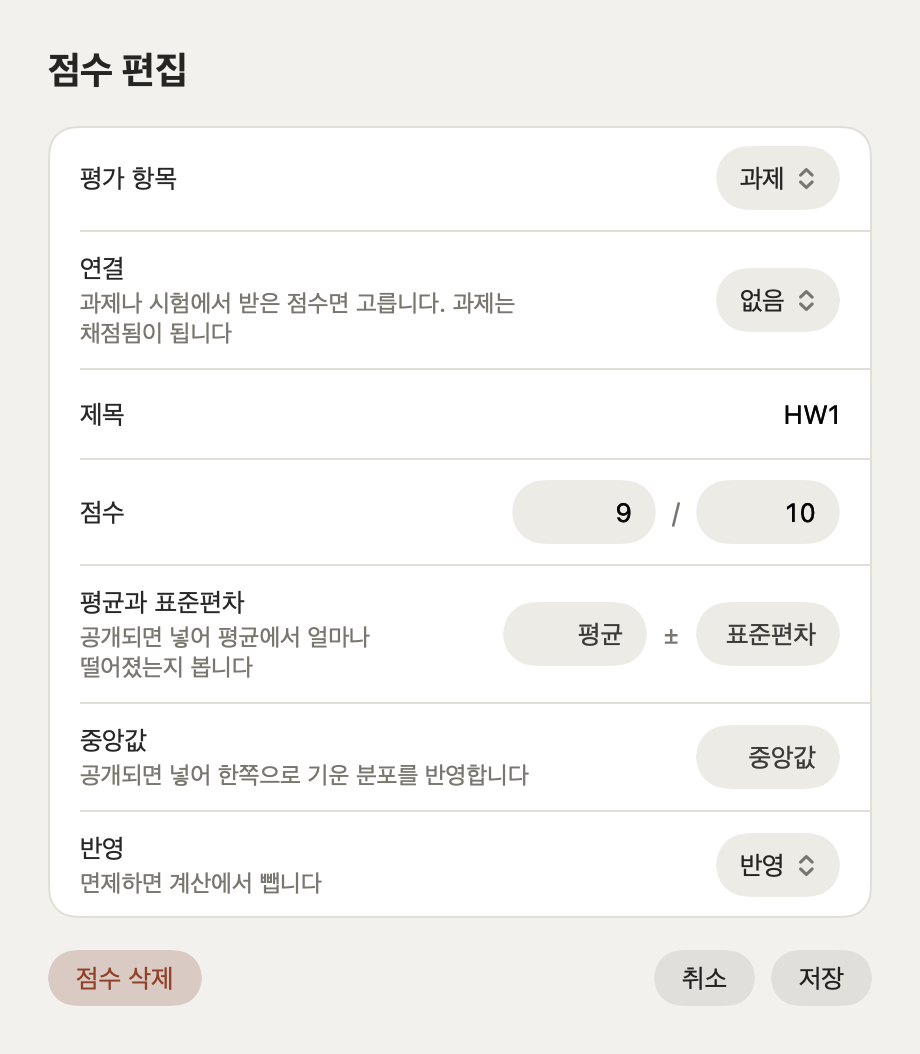 점수 편집
평가 항목
과제
연결
과제나 시험에서 받은 점수면 고릅니다. 과제는
채점됨이 됩니다
없음
제목
HW1
점수
9 / 10
평균과 표준편차
공개되면 넣어 평균에서 얼마나
떨어졌는지 봅니다
평균 ± 표준편차
중앙값
공개되면 넣어 한쪽으로 기운 분포를 반영합니다
중앙값
반영
면제하면 계산에서 뺍니다
반영
점수 삭제
취소
저장